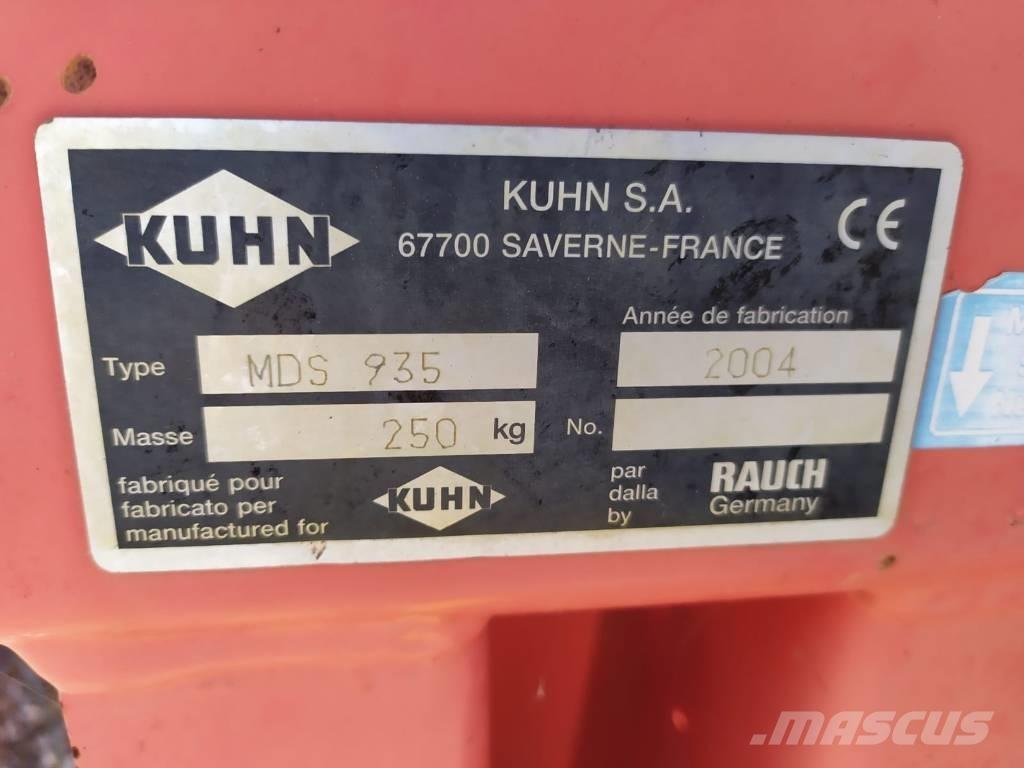 KUHN
KUHN S.A.
67700 SAVERNE-FRANCE
CE
Année de fabrication
Type MDS 935 2004
Masse 250 kg No.
fabriqué pour
fabricato per
manufactured for
KUHN
par
dalla
by
RAUCH
Germany
MASCUS